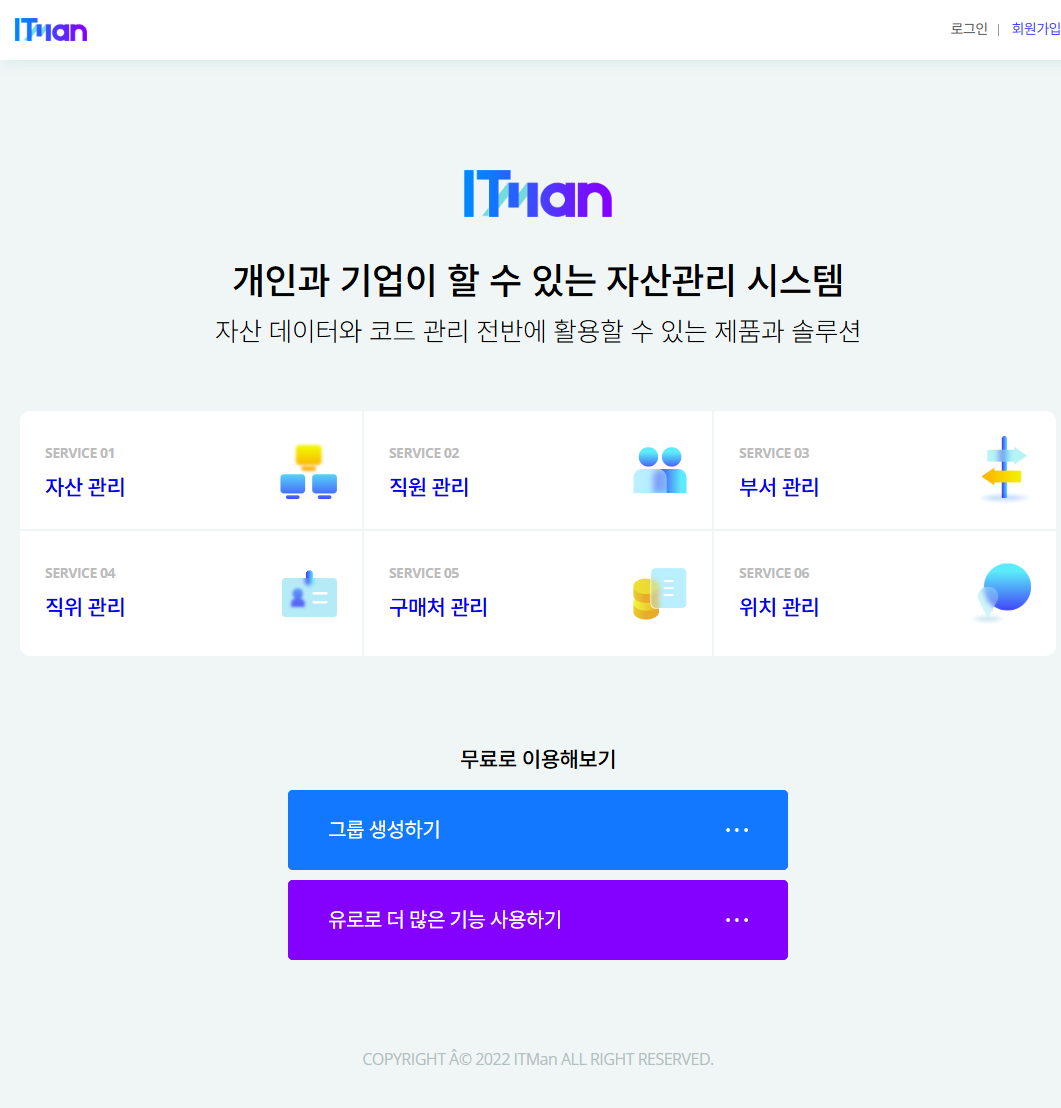 ITMan
로그인 | 회원가입
ITMan
개인과 기업이 할 수 있는 자산관리 시스템
자산 데이터와 코드 관리 전반에 활용할 수 있는 제품과 솔루션
SERVICE 01
자산 관리
SERVICE 02
직원 관리
SERVICE 03
부서 관리
SERVICE 04
직위 관리
SERVICE 05
구매처 관리
SERVICE 06
위치 관리
무료로 이용해보기
그룹 생성하기 ···
유로로 더 많은 기능 사용하기 ···
COPYRIGHT Â© 2022 ITMan ALL RIGHT RESERVED.